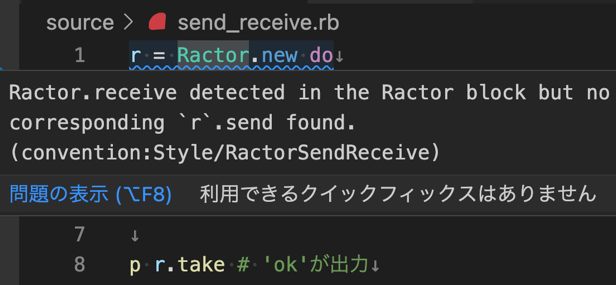 source > send_receive.rb
1 r = Ractor.new do↓
Ractor.receive detected in the Ractor block but no
corresponding `r`.send found.
(convention:Style/RactorSendReceive)
問題の表示 (⌥F8) 利用できるクイックフィックスはありません
7 ↓
8 p r.take # 'ok'が出力↓